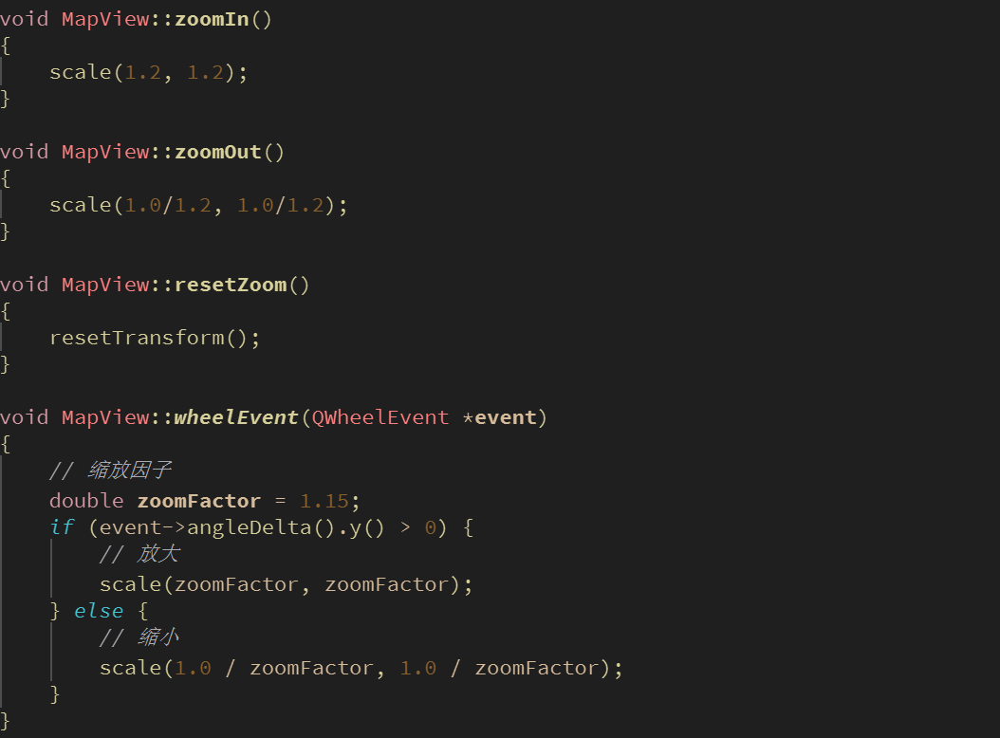 void MapView::zoomIn()
{
    scale(1.2, 1.2);
}

void MapView::zoomOut()
{
    scale(1.0/1.2, 1.0/1.2);
}

void MapView::resetZoom()
{
    resetTransform();
}

void MapView::wheelEvent(QWheelEvent *event)
{
    // 缩放因子
    double zoomFactor = 1.15;
    if (event->angleDelta().y() > 0) {
        // 放大
        scale(zoomFactor, zoomFactor);
    } else {
        // 缩小
        scale(1.0 / zoomFactor, 1.0 / zoomFactor);
    }
}